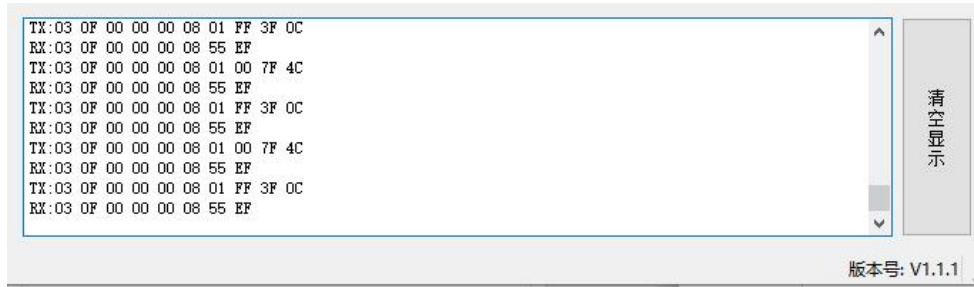 TX:03 0F 00 00 00 08 01 FF 3F 0C
RX:03 0F 00 00 00 08 55 EF
TX:03 0F 00 00 00 08 01 00 7F 4C
RX:03 0F 00 00 00 08 55 EF
TX:03 0F 00 00 00 08 01 FF 3F 0C
RX:03 0F 00 00 00 08 55 EF
TX:03 0F 00 00 00 08 01 00 7F 4C
RX:03 0F 00 00 00 08 55 EF
TX:03 0F 00 00 00 08 01 FF 3F 0C
RX:03 0F 00 00 00 08 55 EF
清空显示
版本号: V1.1.1